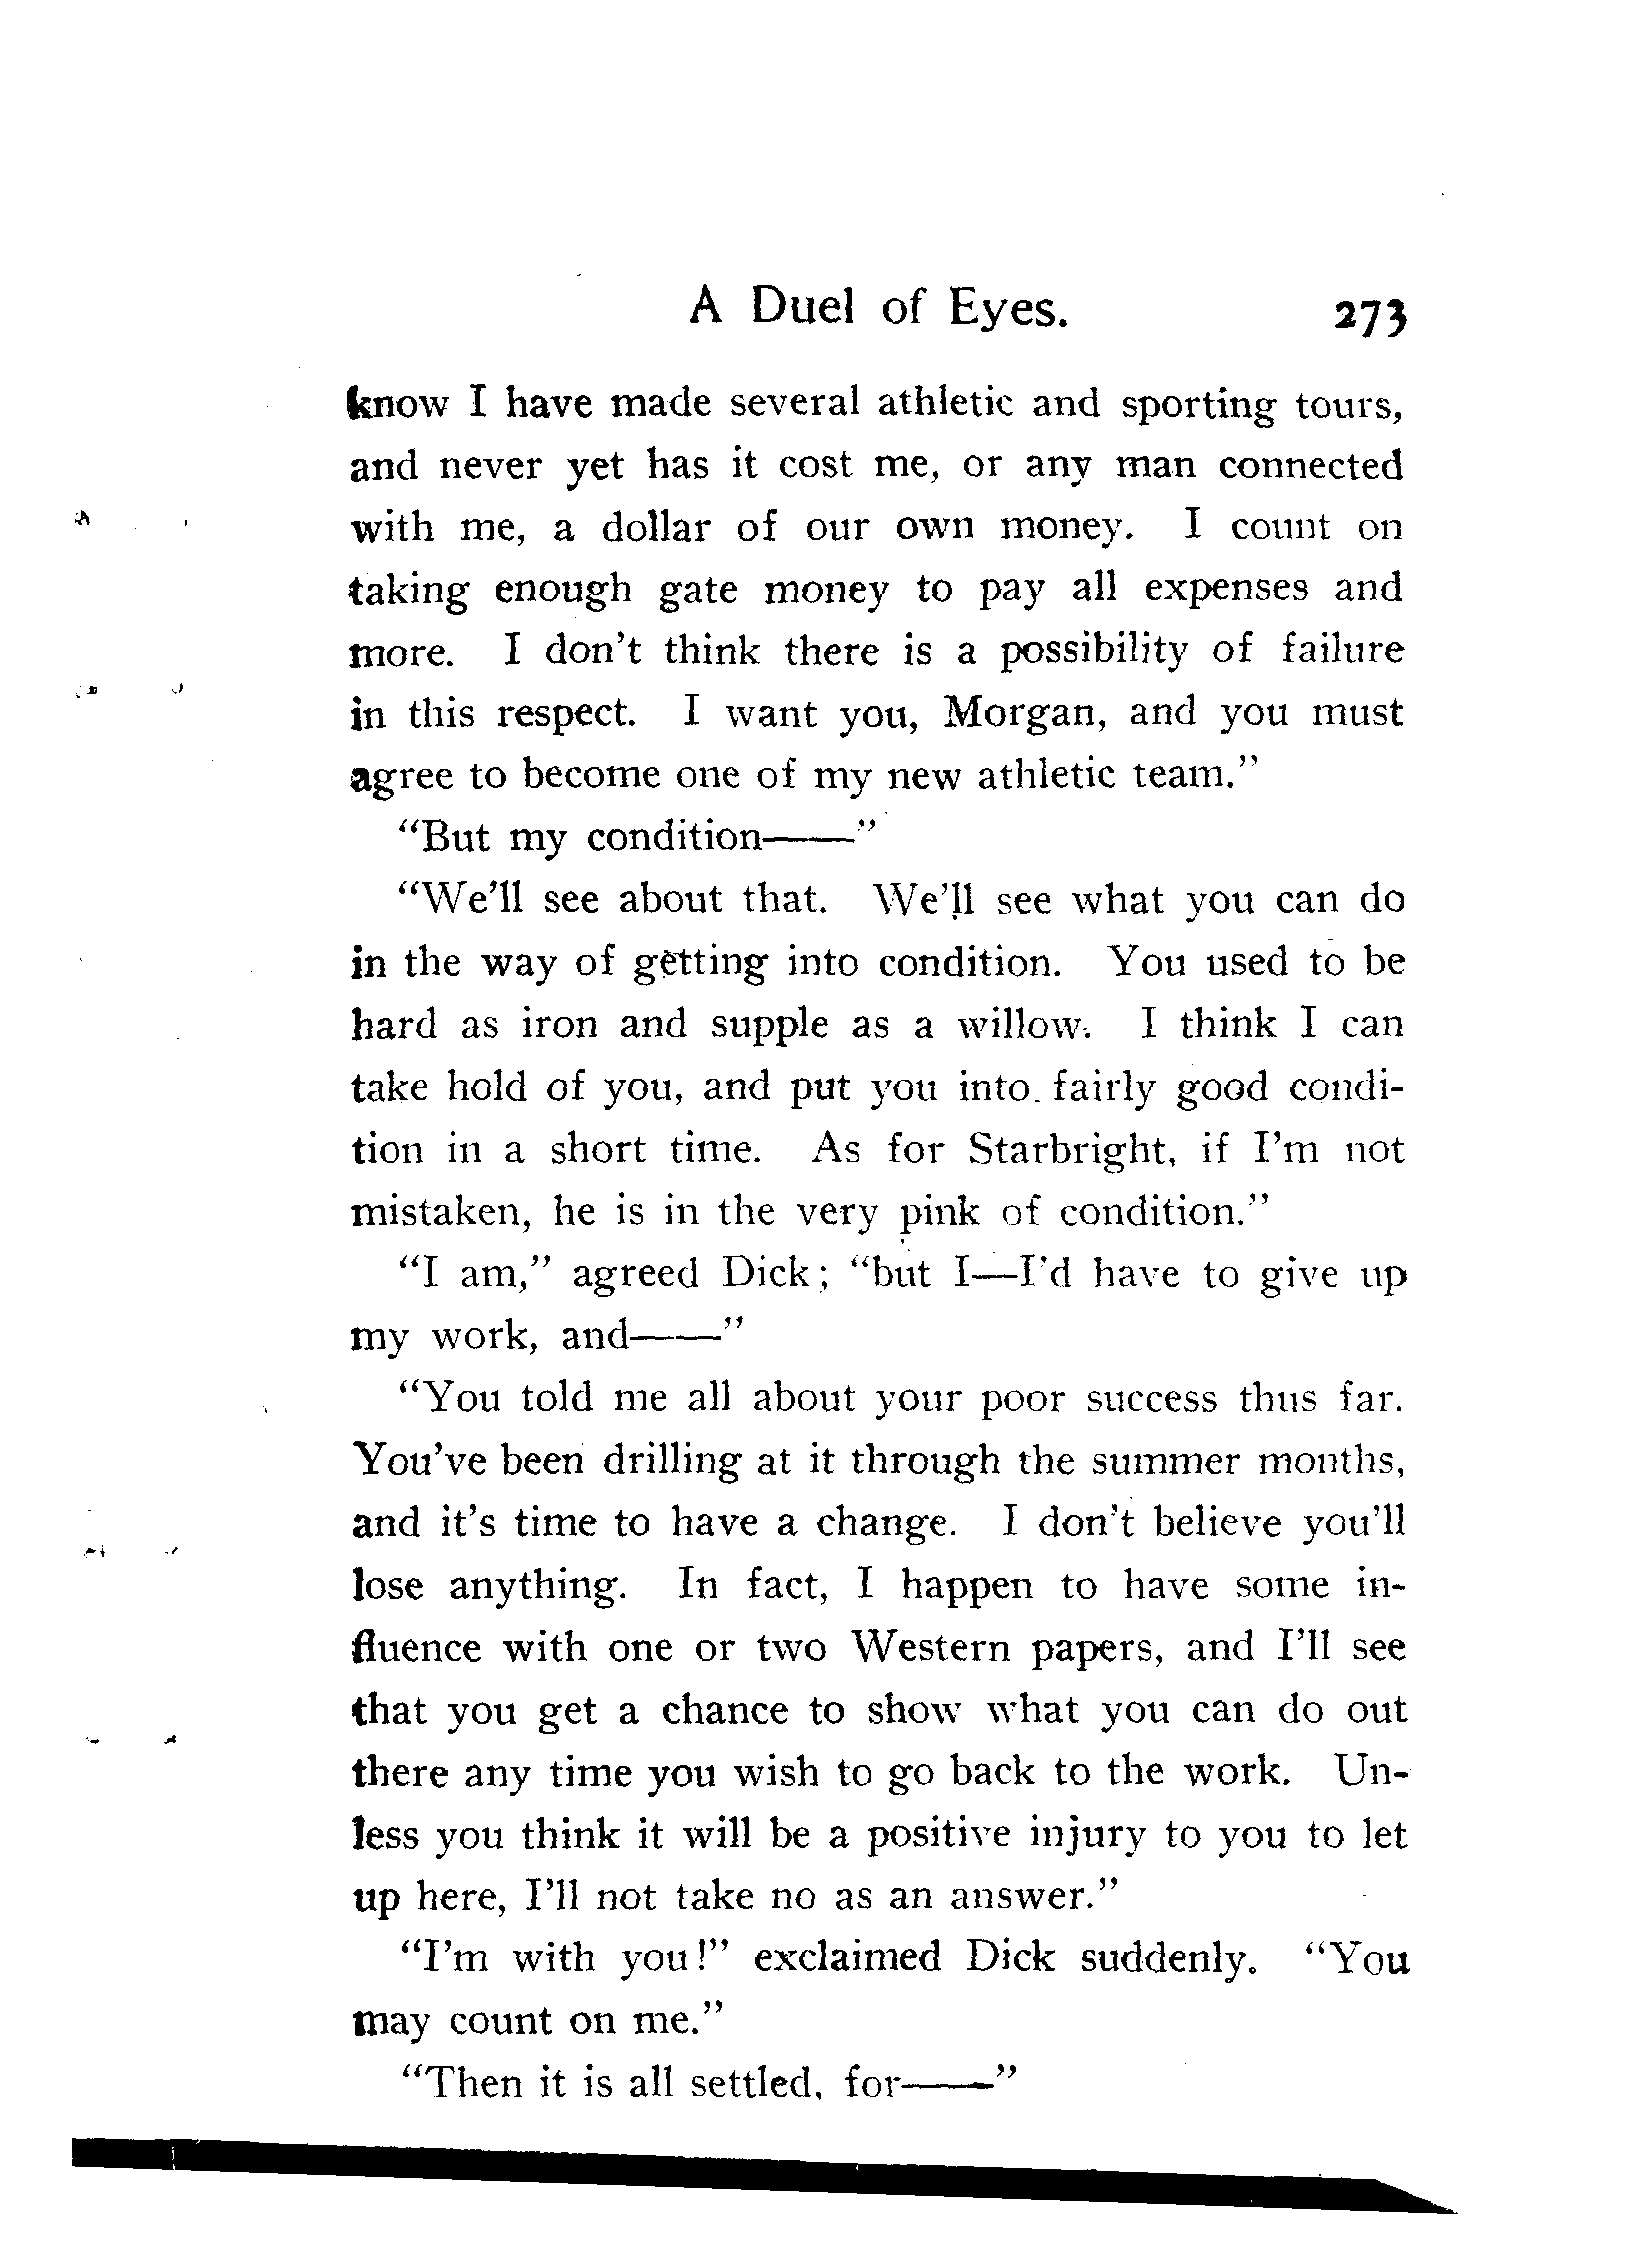 A Duel of Eyes. 273
know I have made several athletic and sporting tours,
and never yet has it cost me, or any man connected
with me, a dollar of our own money. I count on
taking enough gate money to pay all expenses and
more. I don't think there is a possibility of failure
in this respect. I want you, Morgan, and you must
agree to become one of my new athletic team."
"But my condition——"
"We'll see about that. We'll see what you can do
in the way of getting into condition. You used to be
hard as iron and supple as a willow. I think I can
take hold of you, and put you into fairly good condi-
tion in a short time. As for Starbright, if I'm not
mistaken, he is in the very pink of condition."
"I am," agreed Dick; "but I—I'd have to give up
my work, and——"
"You told me all about your poor success thus far.
You've been drilling at it through the summer months,
and it's time to have a change. I don't believe you'll
lose anything. In fact, I happen to have some in-
fluence with one or two Western papers, and I'll see
that you get a chance to show what you can do out
there any time you wish to go back to the work. Un-
less you think it will be a positive injury to you to let
up here, I'll not take no as an answer."
"I'm with you!" exclaimed Dick suddenly. "You
may count on me."
"Then it is all settled, for——"